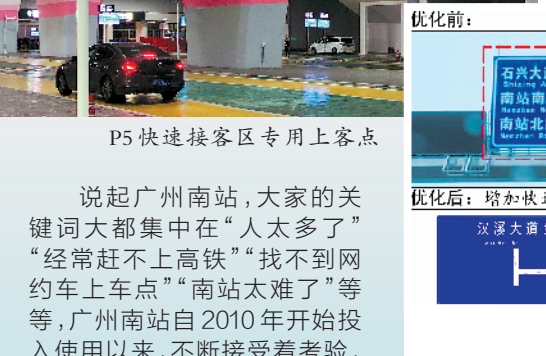 P5快速接客区专用上客点
说起广州南站,大家的关
键词大都集中在“人太多了”
“经常赶不上高铁”“找不到网
约车上车点”“南站太难了”等
等,广州南站自2010年开始投
入使用以来,不断接受着考验,
优化前：
石兴大
南站南
南站北
优化后：增加快
汉溪大道